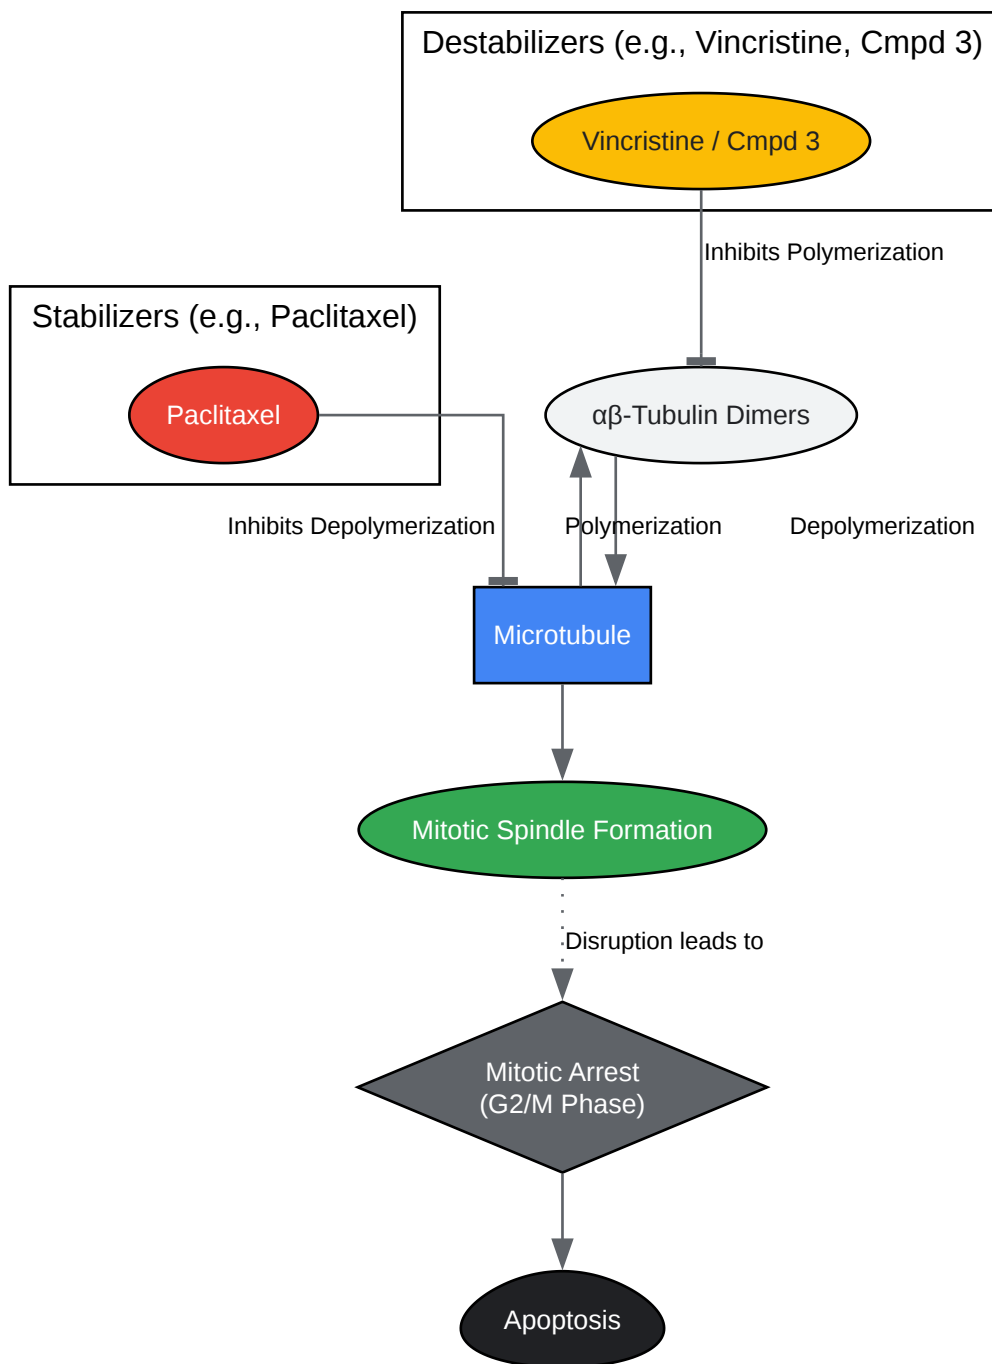 Destabilizers (e.g., Vincristine, Cmpd 3)
Vincristine / Cmpd 3
Inhibits Polymerization
Stabilizers (e.g., Paclitaxel)
Paclitaxel
αβ-Tubulin Dimers
Inhibits Depolymerization
Polymerization
Depolymerization
Microtubule
Mitotic Spindle Formation
Disruption leads to
Mitotic Arrest
(G2/M Phase)
Apoptosis